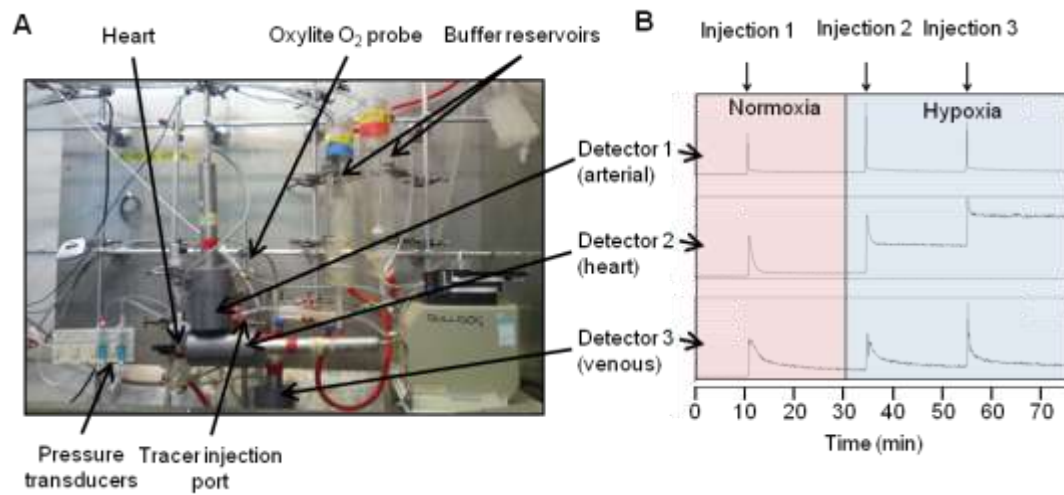 A
Heart
Oxylite O₂ probe
Buffer reservoirs
Detector 1
(arterial)
Detector 2
(heart)
Detector 3
(venous)
Pressure
transducers
Tracer injection
port
B
Injection 1
Injection 2
Injection 3
Normoxia
Hypoxia
0
10
20
30
40
50
60
70
Time (min)